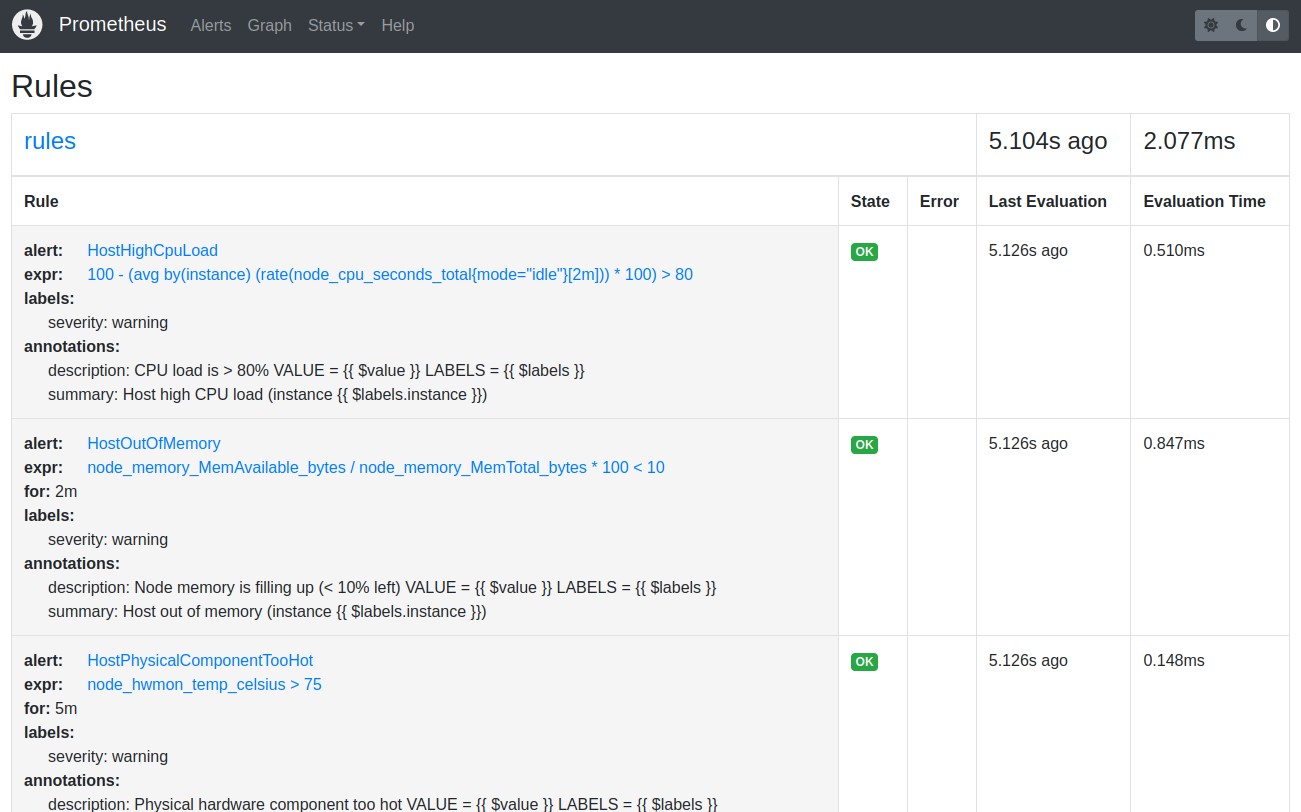 Prometheus Alerts Graph Status Help
Rules
rules 5.104s ago 2.077ms
Rule State Error Last Evaluation Evaluation Time
alert: HostHighCpuLoad OK 5.126s ago 0.510ms
expr: 100 - (avg by(instance) (rate(node_cpu_seconds_total{mode="idle"}[2m])) * 100) > 80
labels:
severity: warning
annotations:
description: CPU load is > 80% VALUE = {{ $value }} LABELS = {{ $labels }}
summary: Host high CPU load (instance {{ $labels.instance }})
alert: HostOutOfMemory OK 5.126s ago 0.847ms
expr: node_memory_MemAvailable_bytes / node_memory_MemTotal_bytes * 100 < 10
for: 2m
labels:
severity: warning
annotations:
description: Node memory is filling up (< 10% left) VALUE = {{ $value }} LABELS = {{ $labels }}
summary: Host out of memory (instance {{ $labels.instance }})
alert: HostPhysicalComponentTooHot OK 5.126s ago 0.148ms
expr: node_hwmon_temp_celsius > 75
for: 5m
labels:
severity: warning
annotations:
description: Physical hardware component too hot VALUE = {{ $value }} LABELS = {{ $labels }}